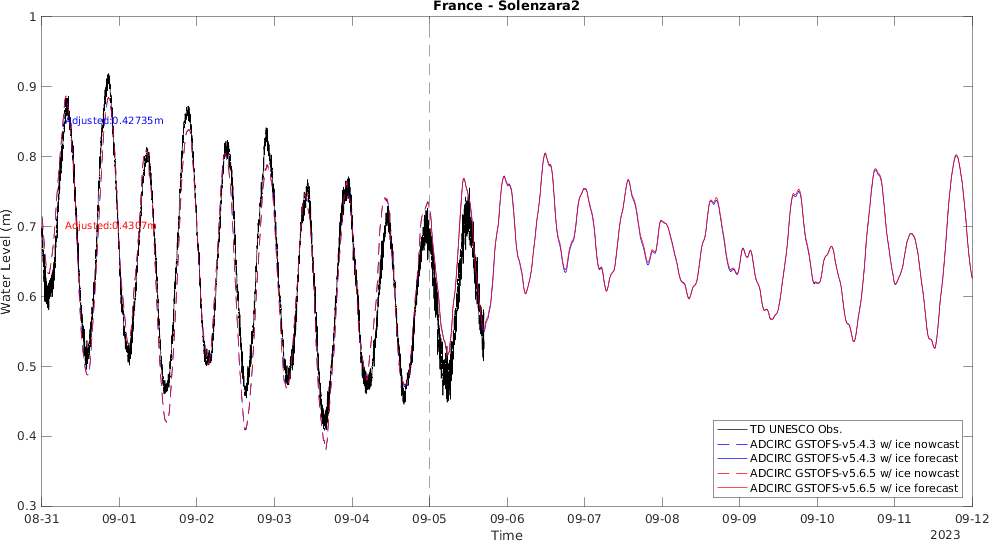 France - Solenzara2
1
0.9
0.8
0.7
0.6
0.5
0.4
0.3
Water Level (m)
Adjusted:0.42735m
Adjusted:0.4307m
TD UNESCO Obs.
ADCIRC GSTOFS-v5.4.3 w/ ice nowcast
ADCIRC GSTOFS-v5.4.3 w/ ice forecast
ADCIRC GSTOFS-v5.6.5 w/ ice nowcast
ADCIRC GSTOFS-v5.6.5 w/ ice forecast
08-31 09-01 09-02 09-03 09-04 09-05 09-06 09-07 09-08 09-09 09-10 09-11 09-12
Time
2023